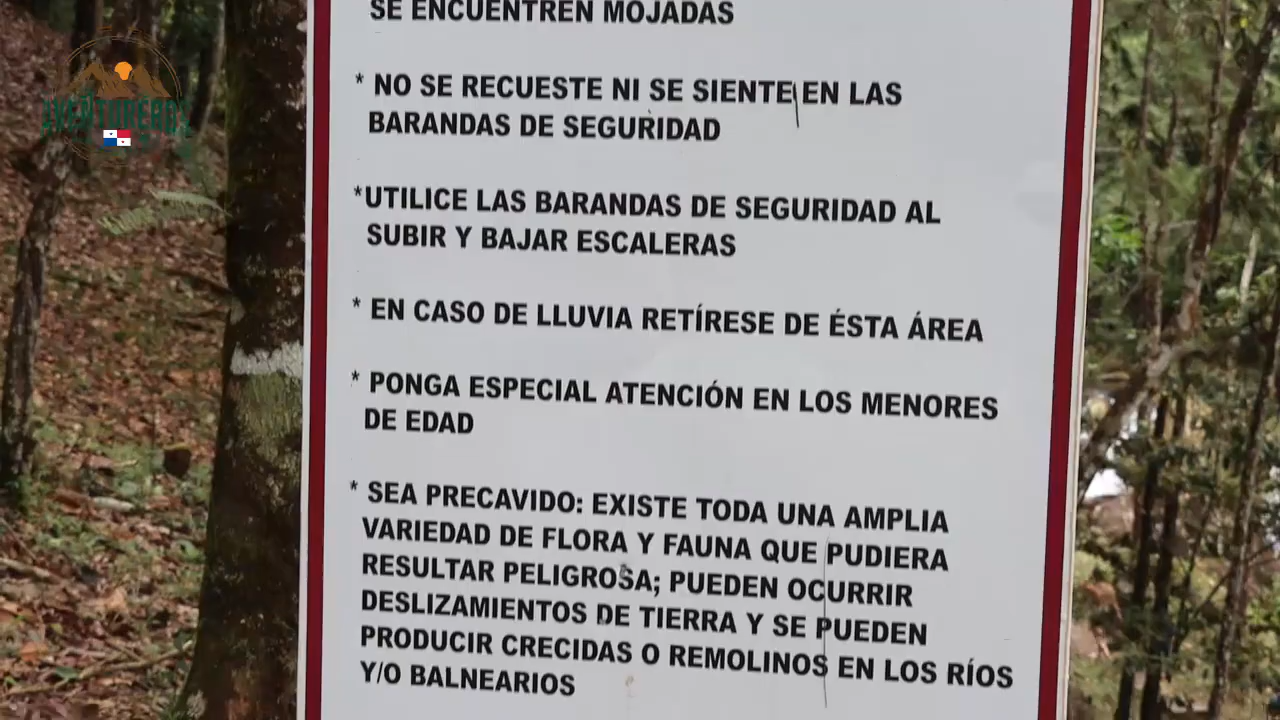 SE ENCUENTREN MOJADAS
* NO SE RECUESTE NI SE SIENTE EN LAS
BARANDAS DE SEGURIDAD
*UTILICE LAS BARANDAS DE SEGURIDAD AL
SUBIR Y BAJAR ESCALERAS
* EN CASO DE LLUVIA RETÍRESE DE ÉSTA ÁREA
* PONGA ESPECIAL ATENCIÓN EN LOS MENORES
DE EDAD
* SEA PRECAVIDO: EXISTE TODA UNA AMPLIA
VARIEDAD DE FLORA Y FAUNA QUE PUDIERA
RESULTAR PELIGROSA; PUEDEN OCURRIR
DESLIZAMIENTOS DE TIERRA Y SE PUEDEN
PRODUCIR CRECIDAS O REMOLINOS EN LOS RÍOS
Y/O BALNEARIOS